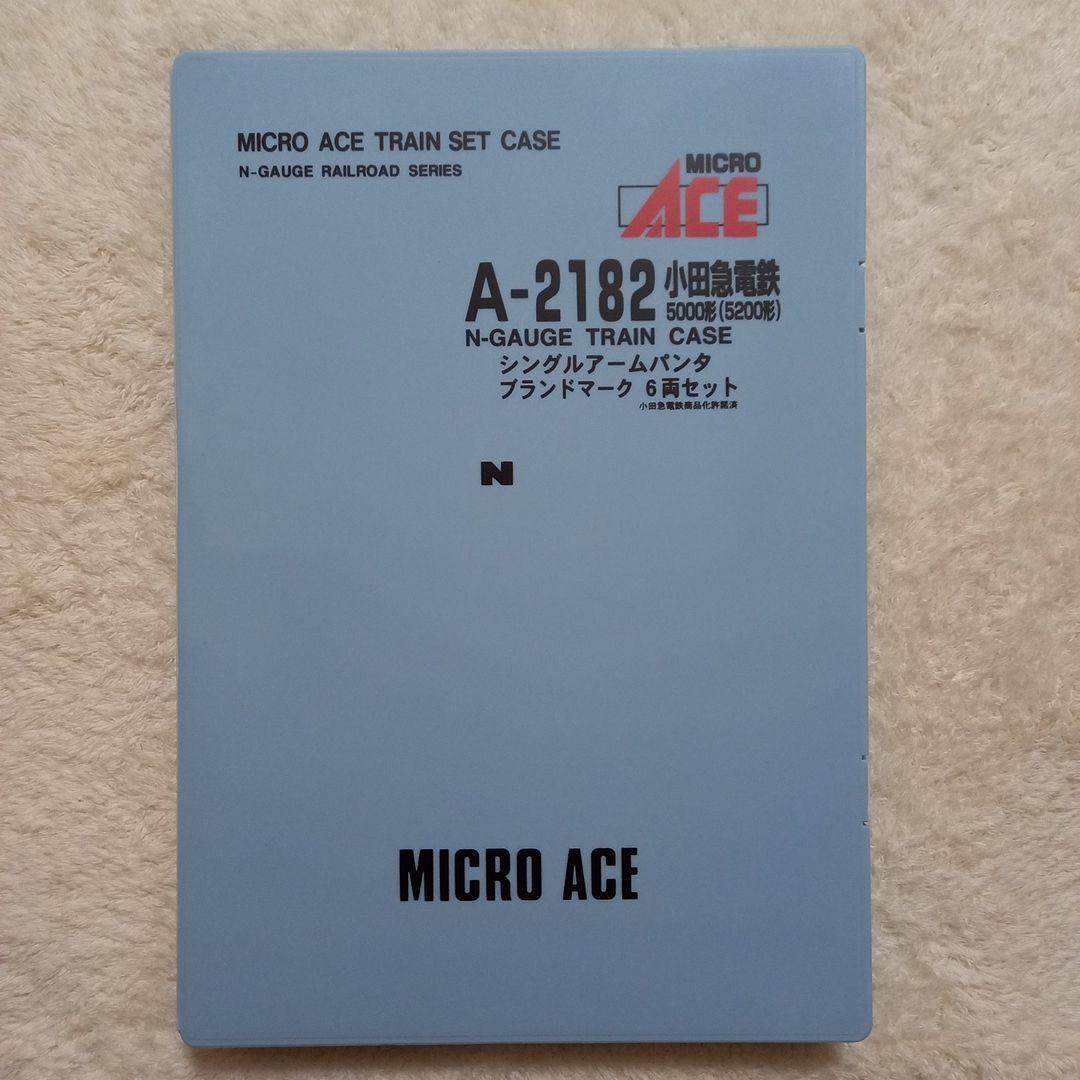 MICRO ACE TRAIN SET CASE
N-GAUGE RAILROAD SERIES
MICRO
ACE
A-2182 小田急電鉄
5000形(5200形)
N-GAUGE TRAIN CASE
シングルアームパンタ
ブランドマーク 6両セット
小田急電鉄商品化許諾済
N
MICRO ACE